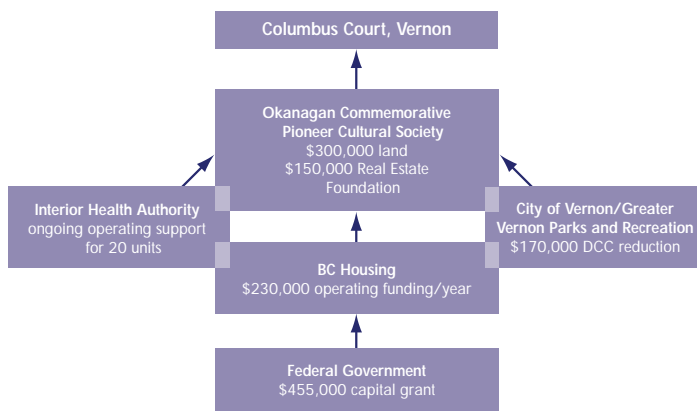 Columbus Court, Vernon
Okanagan Commemorative
Pioneer Cultural Society
$300,000 land
$150,000 Real Estate
Foundation
Interior Health Authority
ongoing operating support
for 20 units
City of Vernon/Greater
Vernon Parks and Recreation
$170,000 DCC reduction
BC Housing
$230,000 operating funding/year
Federal Government
$455,000 capital grant